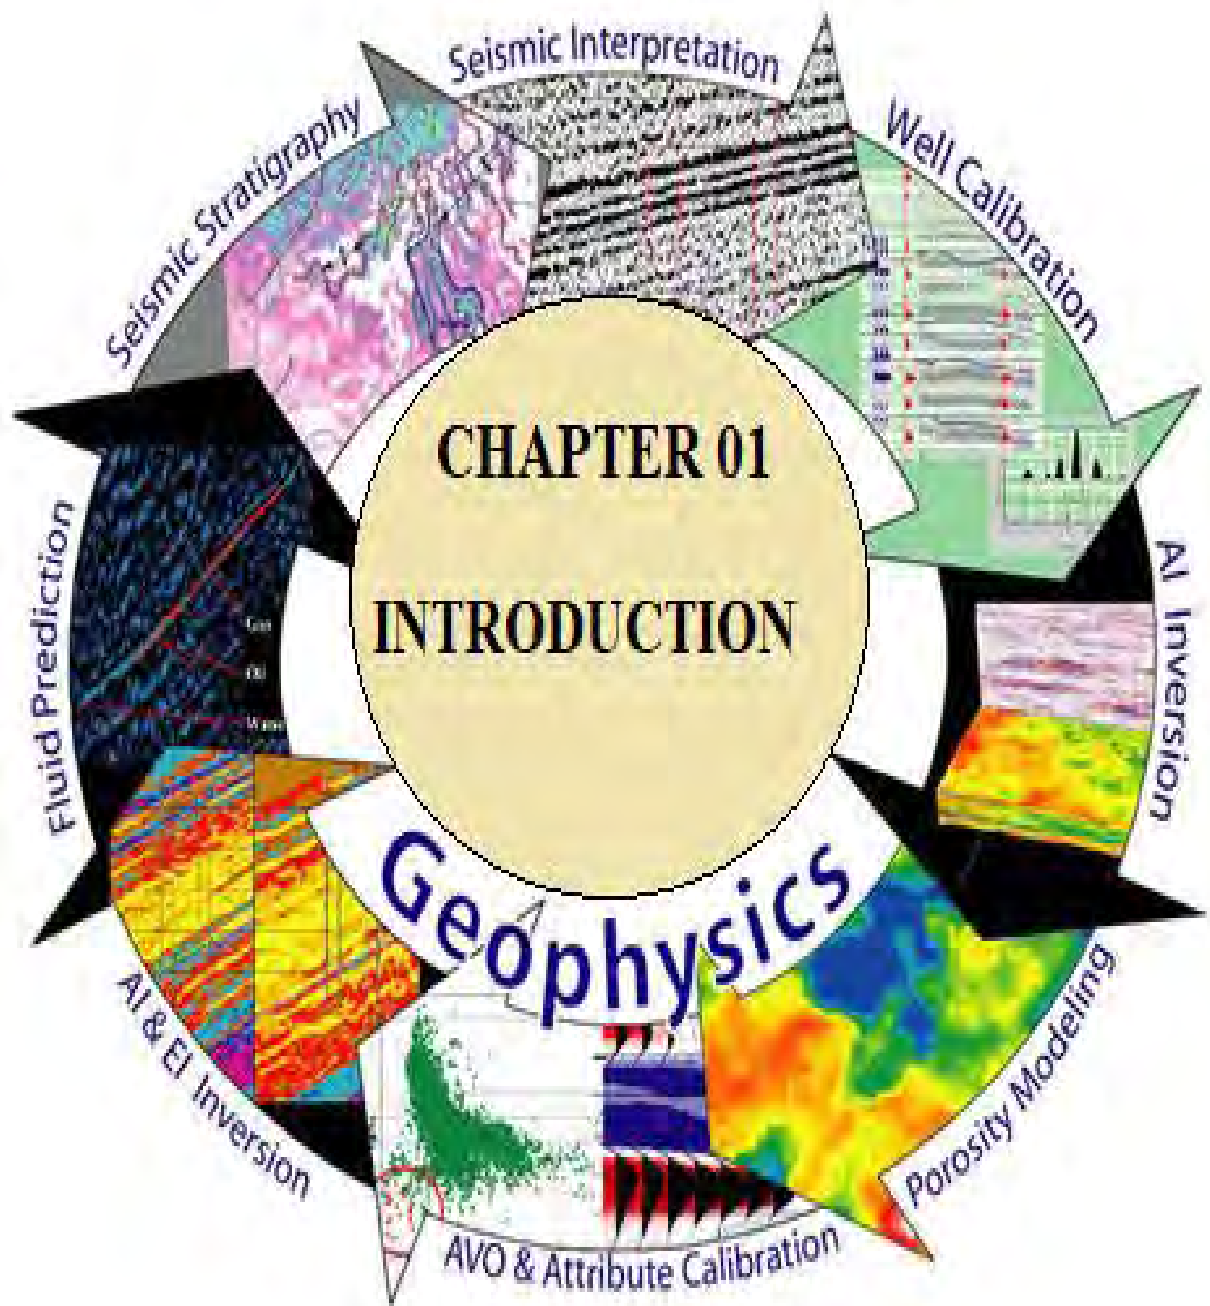 Seismic Interpretation
Well Calibration
AI Inversion
Porosity Modeling
AVO & Attribute Calibration
AI & EI Inversion
Fluid Prediction
Seismic Stratigraphy
CHAPTER 01
INTRODUCTION
Geophysics
Gas
Oil
Water